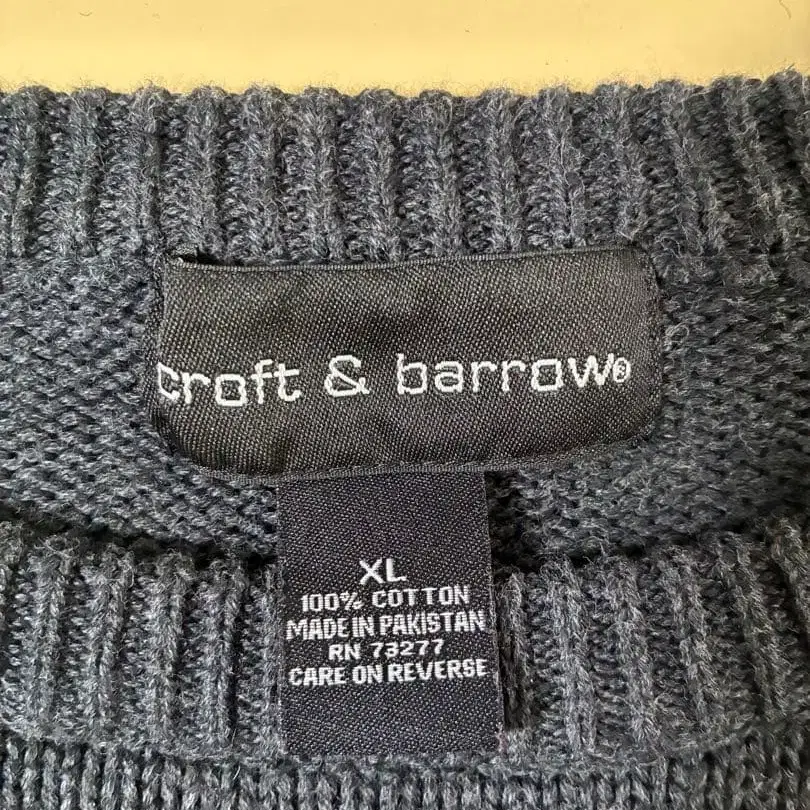 croft & barrow®
XL
100% COTTON
MADE IN PAKISTAN
RN 73277
CARE ON REVERSE